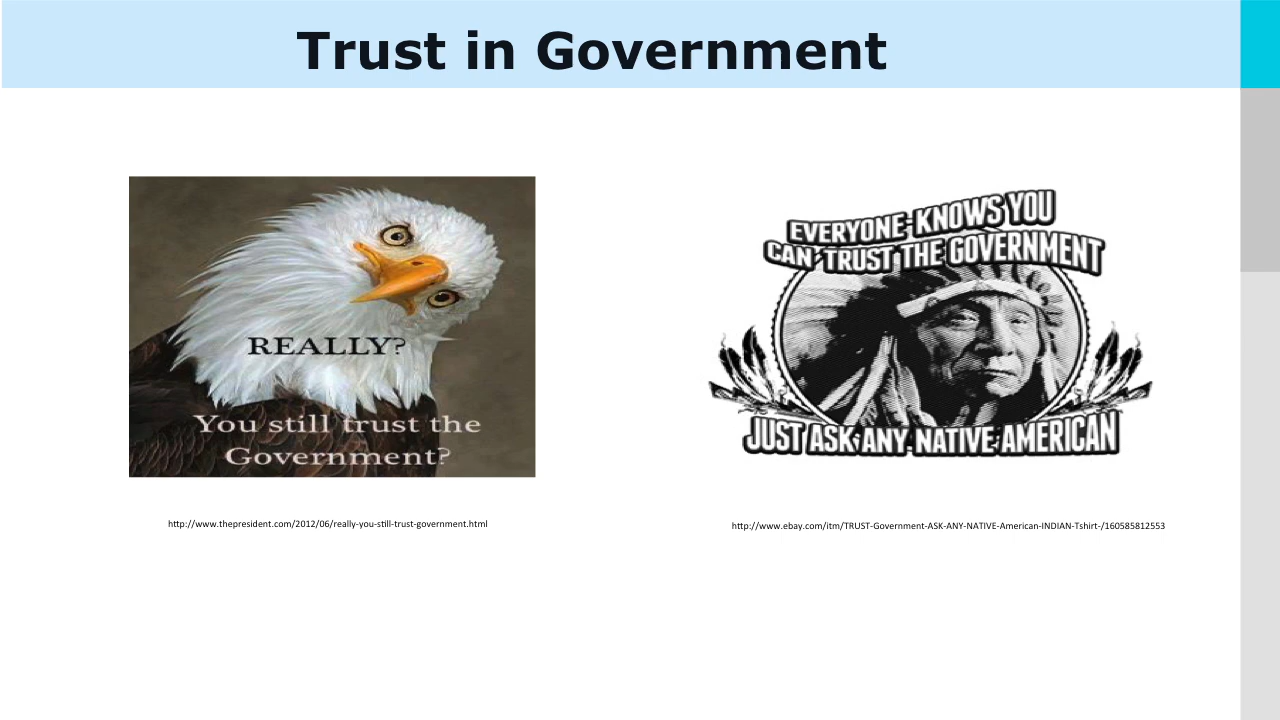 Trust in Government
REALLY?
You still trust the
Government?
http://www.thepresident.com/2012/06/really-you-still-trust-government.html
EVERYONE KNOWS YOU
CAN'TRUST THE GOVERNMENT
JUST ASK ANY NATIVE AMERICAN
http://www.ebay.com/itm/TRUST-Government-ASK-ANY-NATIVE-American-INDIAN-Tshirt-/160585812553